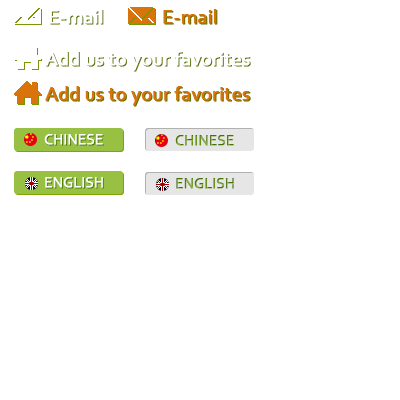 E-mail E-mail
Add us to your favorites
Add us to your favorites
CHINESE CHINESE
ENGLISH ENGLISH